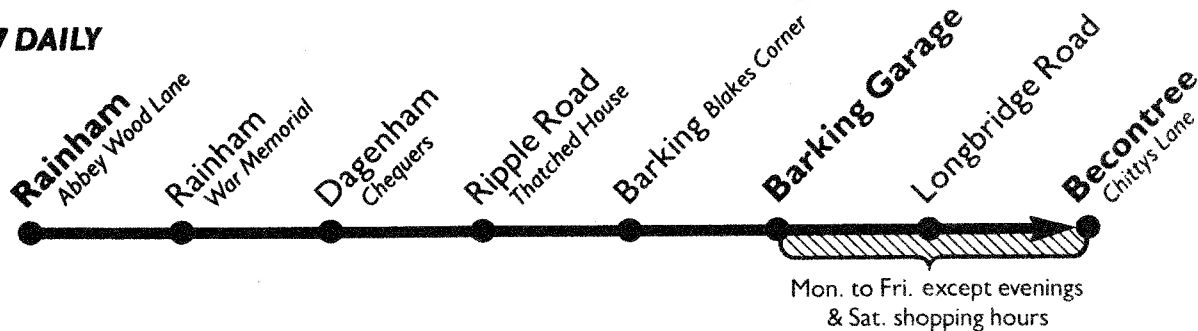 7 DAILY
Rainham
Abbey Wood Lane
Rainham
War Memorial
Dagenham
Chequers
Ripple Road
Thatched House
Barking Blakes Corner
Barking Garage
Longbridge Road
Becontree
Chittys Lane
Mon. to Fri. except evenings
& Sat. shopping hours